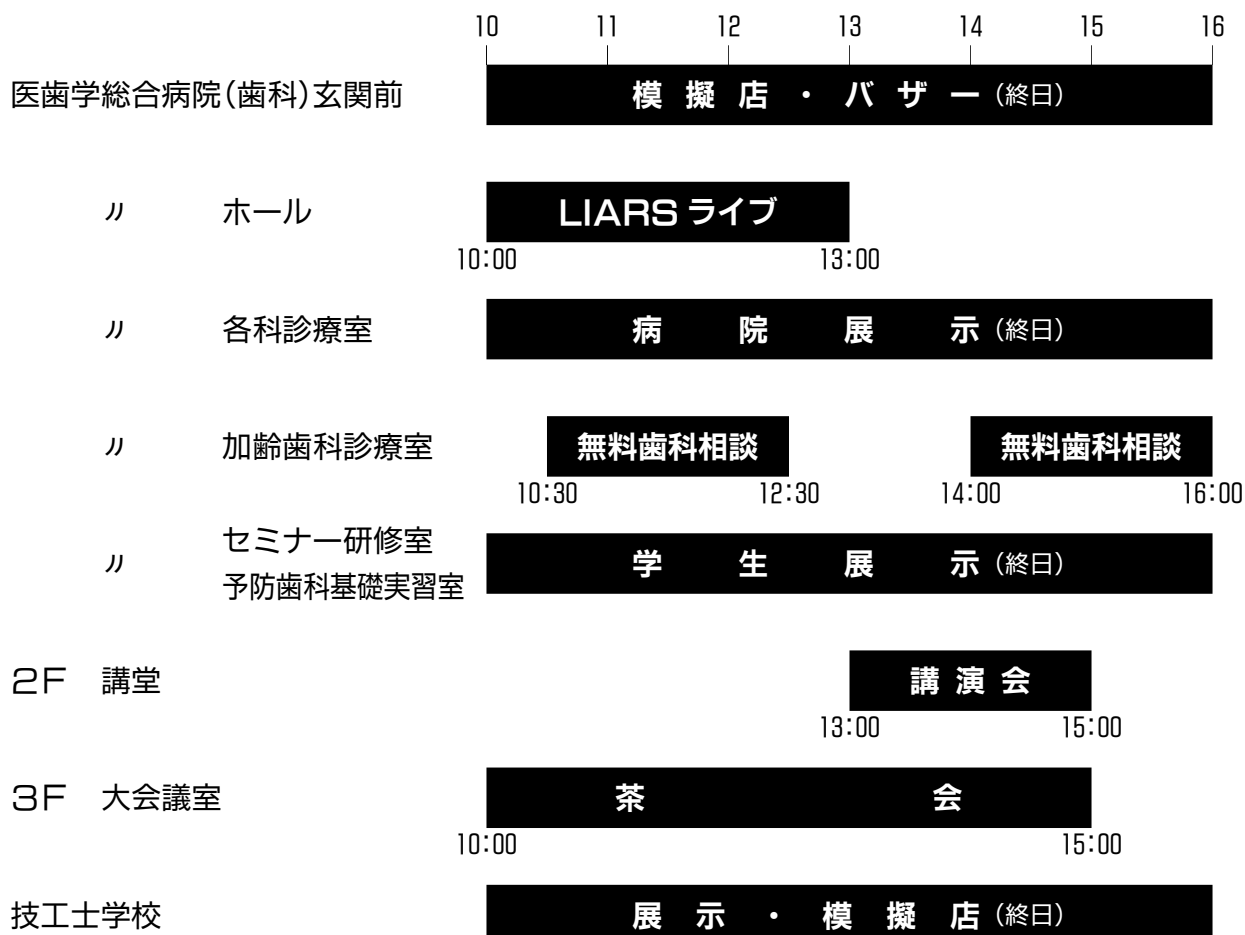 10 11 12 13 14 15 16
医歯学総合病院(歯科)玄関前 模擬店・バザー(終日)
〃 ホール LIARS ライブ
10:00 13:00
〃 各科診療室 病院展示(終日)
〃 加齢歯科診療室 無料歯科相談 無料歯科相談
10:30 12:30 14:00 16:00
〃 セミナー研修室
予防歯科基礎実習室 学生展示(終日)
2F 講堂 講演会
13:00 15:00
3F 大会議室 茶会
10:00 15:00
技工士学校 展示・模擬店(終日)